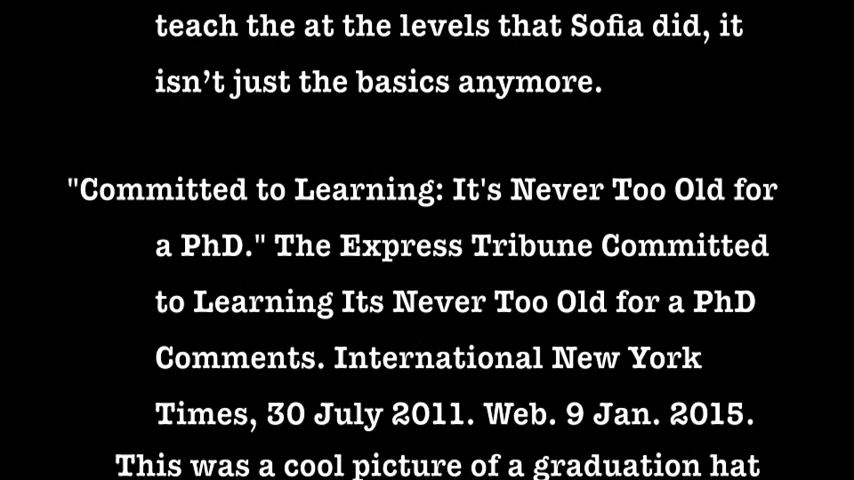 teach the at the levels that Sofia did, it
isn’t just the basics anymore.
"Committed to Learning: It's Never Too Old for
a PhD." The Express Tribune Committed
to Learning Its Never Too Old for a PhD
Comments. International New York
Times, 30 July 2011. Web. 9 Jan. 2015.
This was a cool picture of a graduation hat